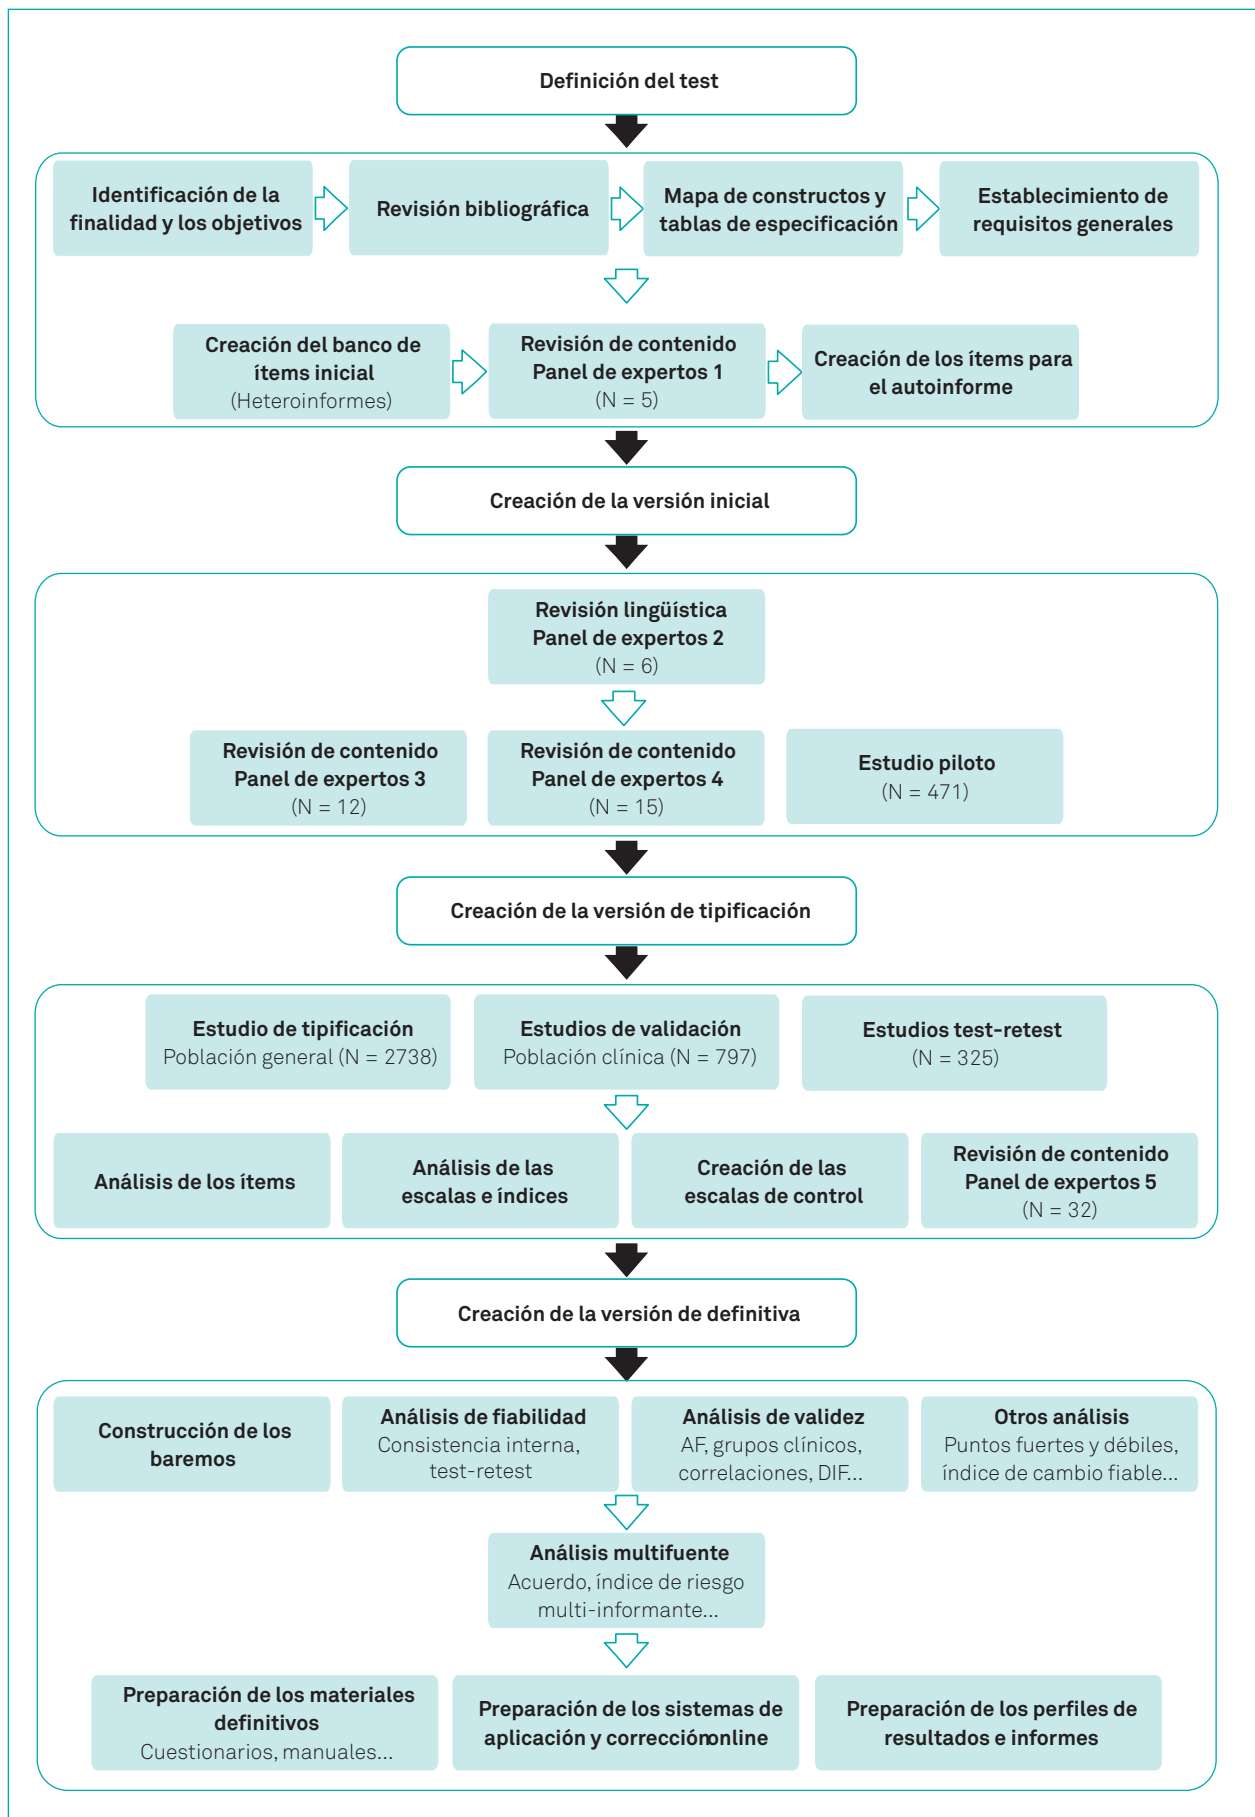 Definición del test
Identificación de la
finalidad y los objetivos
Revisión bibliográfica
Mapa de constructos y
tablas de especificación
Establecimiento de
requisitos generales
Creación del banco de
ítems inicial
(Heteroinformes)
Revisión de contenido
Panel de expertos 1
(N = 5)
Creación de los ítems para
el autoinforme
Creación de la versión inicial
Revisión lingüística
Panel de expertos 2
(N = 6)
Revisión de contenido
Panel de expertos 3
(N = 12)
Revisión de contenido
Panel de expertos 4
(N = 15)
Estudio piloto
(N = 471)
Creación de la versión de tipificación
Estudio de tipificación
Población general (N = 2738)
Estudios de validación
Población clínica (N = 797)
Estudios test-retest
(N = 325)
Análisis de los ítems
Análisis de las
escalas e índices
Creación de las
escalas de control
Revisión de contenido
Panel de expertos 5
(N = 32)
Creación de la versión de definitiva
Construcción de los
baremos
Análisis de fiabilidad
Consistencia interna,
test-retest
Análisis de validez
AF, grupos clínicos,
correlaciones, DIF...
Otros análisis
Puntos fuertes y débiles,
índice de cambio fiable...
Análisis multifuente
Acuerdo, índice de riesgo
multi-informante...
Preparación de los materiales
definitivos
Cuestionarios, manuales...
Preparación de los sistemas de
aplicación y corrección online
Preparación de los perfiles de
resultados e informes